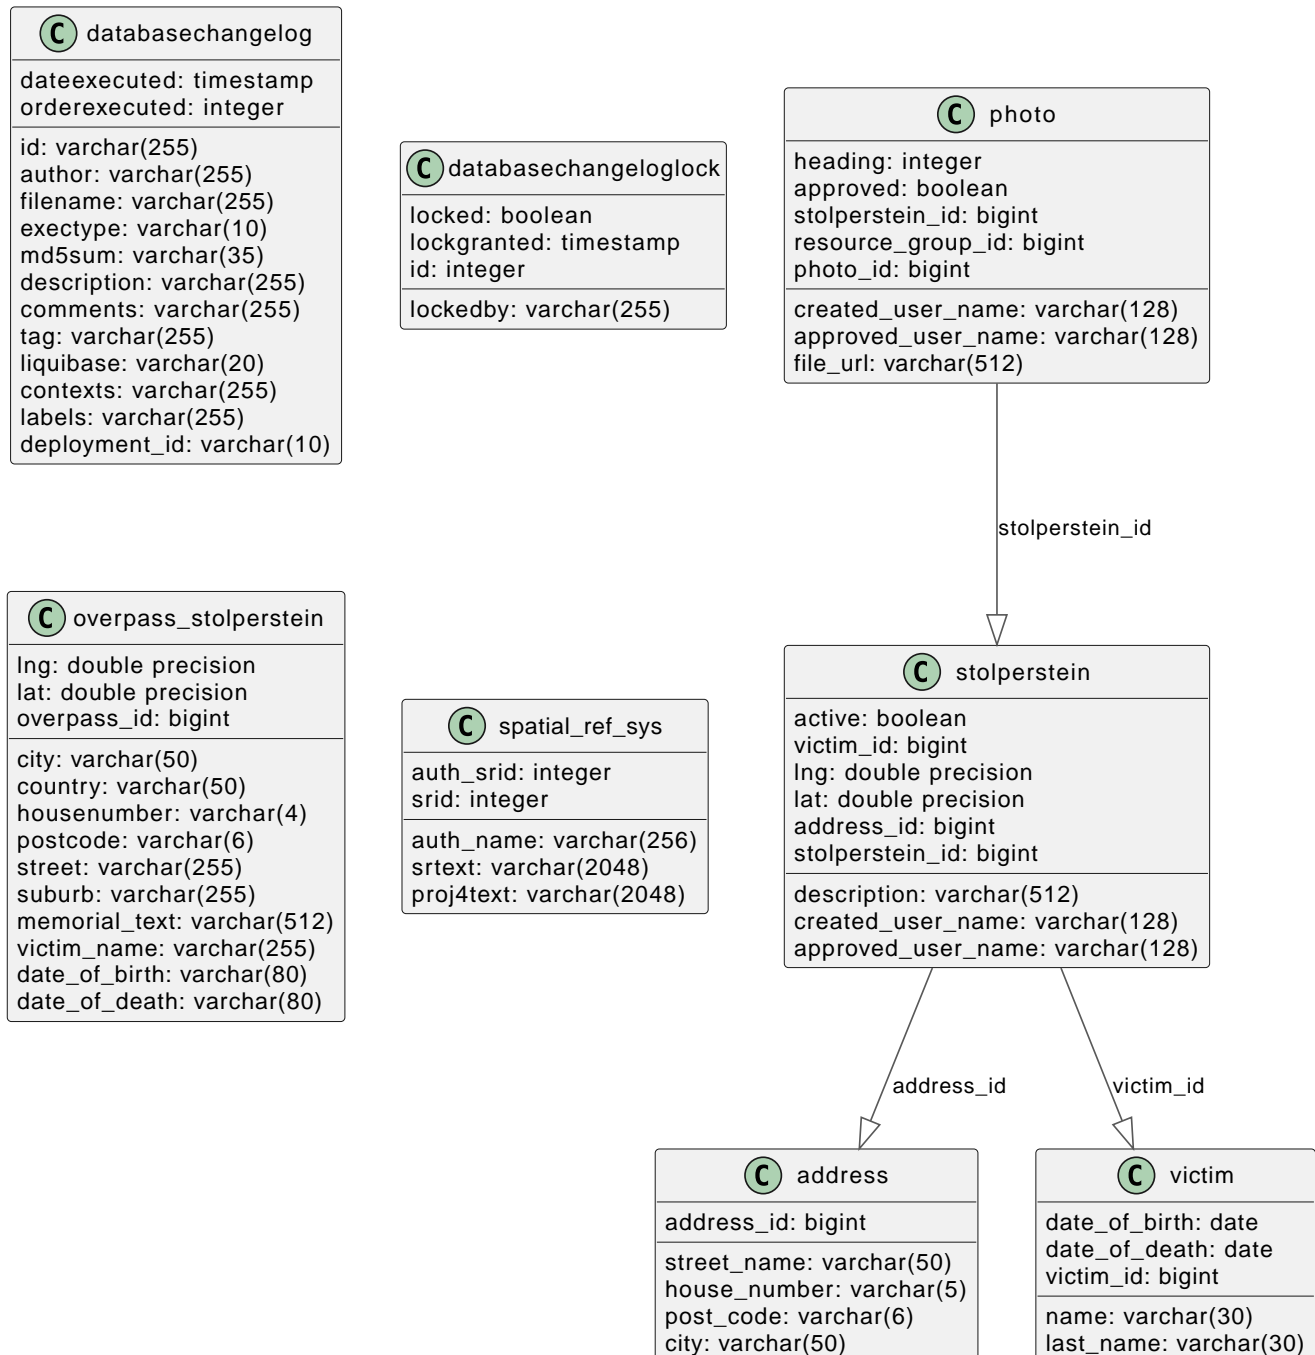 C databasechangelog
dateexecuted: timestamp
orderexecuted: integer
id: varchar(255)
author: varchar(255)
filename: varchar(255)
exectype: varchar(10)
md5sum: varchar(35)
description: varchar(255)
comments: varchar(255)
tag: varchar(255)
liquibase: varchar(20)
contexts: varchar(255)
labels: varchar(255)
deployment_id: varchar(10)
C databasechangeloglock
locked: boolean
lockgranted: timestamp
id: integer
lockedby: varchar(255)
C photo
heading: integer
approved: boolean
stolperstein_id: bigint
resource_group_id: bigint
photo_id: bigint
created_user_name: varchar(128)
approved_user_name: varchar(128)
file_url: varchar(512)
stolperstein_id
C overpass_stolperstein
lng: double precision
lat: double precision
overpass_id: bigint
city: varchar(50)
country: varchar(50)
housenumber: varchar(4)
postcode: varchar(6)
street: varchar(255)
suburb: varchar(255)
memorial_text: varchar(512)
victim_name: varchar(255)
date_of_birth: varchar(80)
date_of_death: varchar(80)
C spatial_ref_sys
auth_srid: integer
srid: integer
auth_name: varchar(256)
srtext: varchar(2048)
proj4text: varchar(2048)
C stolperstein
active: boolean
victim_id: bigint
lng: double precision
lat: double precision
address_id: bigint
stolperstein_id: bigint
description: varchar(512)
created_user_name: varchar(128)
approved_user_name: varchar(128)
address_id
victim_id
C address
address_id: bigint
street_name: varchar(50)
house_number: varchar(5)
post_code: varchar(6)
city: varchar(50)
C victim
date_of_birth: date
date_of_death: date
victim_id: bigint
name: varchar(30)
last_name: varchar(30)